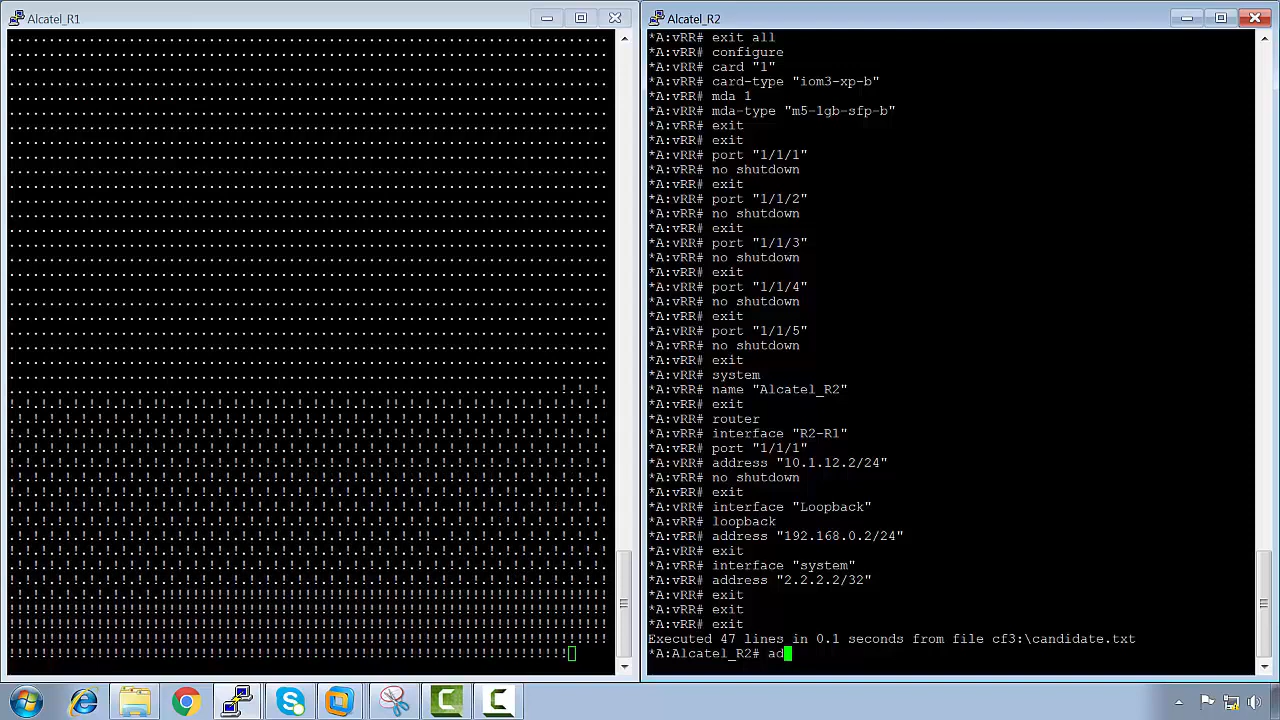 Alcatel_R1
Alcatel_R2
*A:vRR# exit all
*A:vRR# configure
*A:vRR# card "1"
*A:vRR# card-type "iom3-xp-b"
*A:vRR# mda 1
*A:vRR# mda-type "m5-1gb-sfp-b"
*A:vRR# exit
*A:vRR# exit
*A:vRR# port "1/1/1"
*A:vRR# no shutdown
*A:vRR# exit
*A:vRR# port "1/1/2"
*A:vRR# no shutdown
*A:vRR# exit
*A:vRR# port "1/1/3"
*A:vRR# no shutdown
*A:vRR# exit
*A:vRR# port "1/1/4"
*A:vRR# no shutdown
*A:vRR# exit
*A:vRR# port "1/1/5"
*A:vRR# no shutdown
*A:vRR# exit
*A:vRR# system
*A:vRR# name "Alcatel_R2"
*A:vRR# exit
*A:vRR# router
*A:vRR# interface "R2-R1"
*A:vRR# port "1/1/1"
*A:vRR# address "10.1.12.2/24"
*A:vRR# no shutdown
*A:vRR# exit
*A:vRR# interface "Loopback"
*A:vRR# loopback
*A:vRR# address "192.168.0.2/24"
*A:vRR# exit
*A:vRR# interface "system"
*A:vRR# address "2.2.2.2/32"
*A:vRR# exit
*A:vRR# exit
*A:vRR# exit
Executed 47 lines in 0.1 seconds from file cf3:\candidate.txt
*A:Alcatel_R2# ad